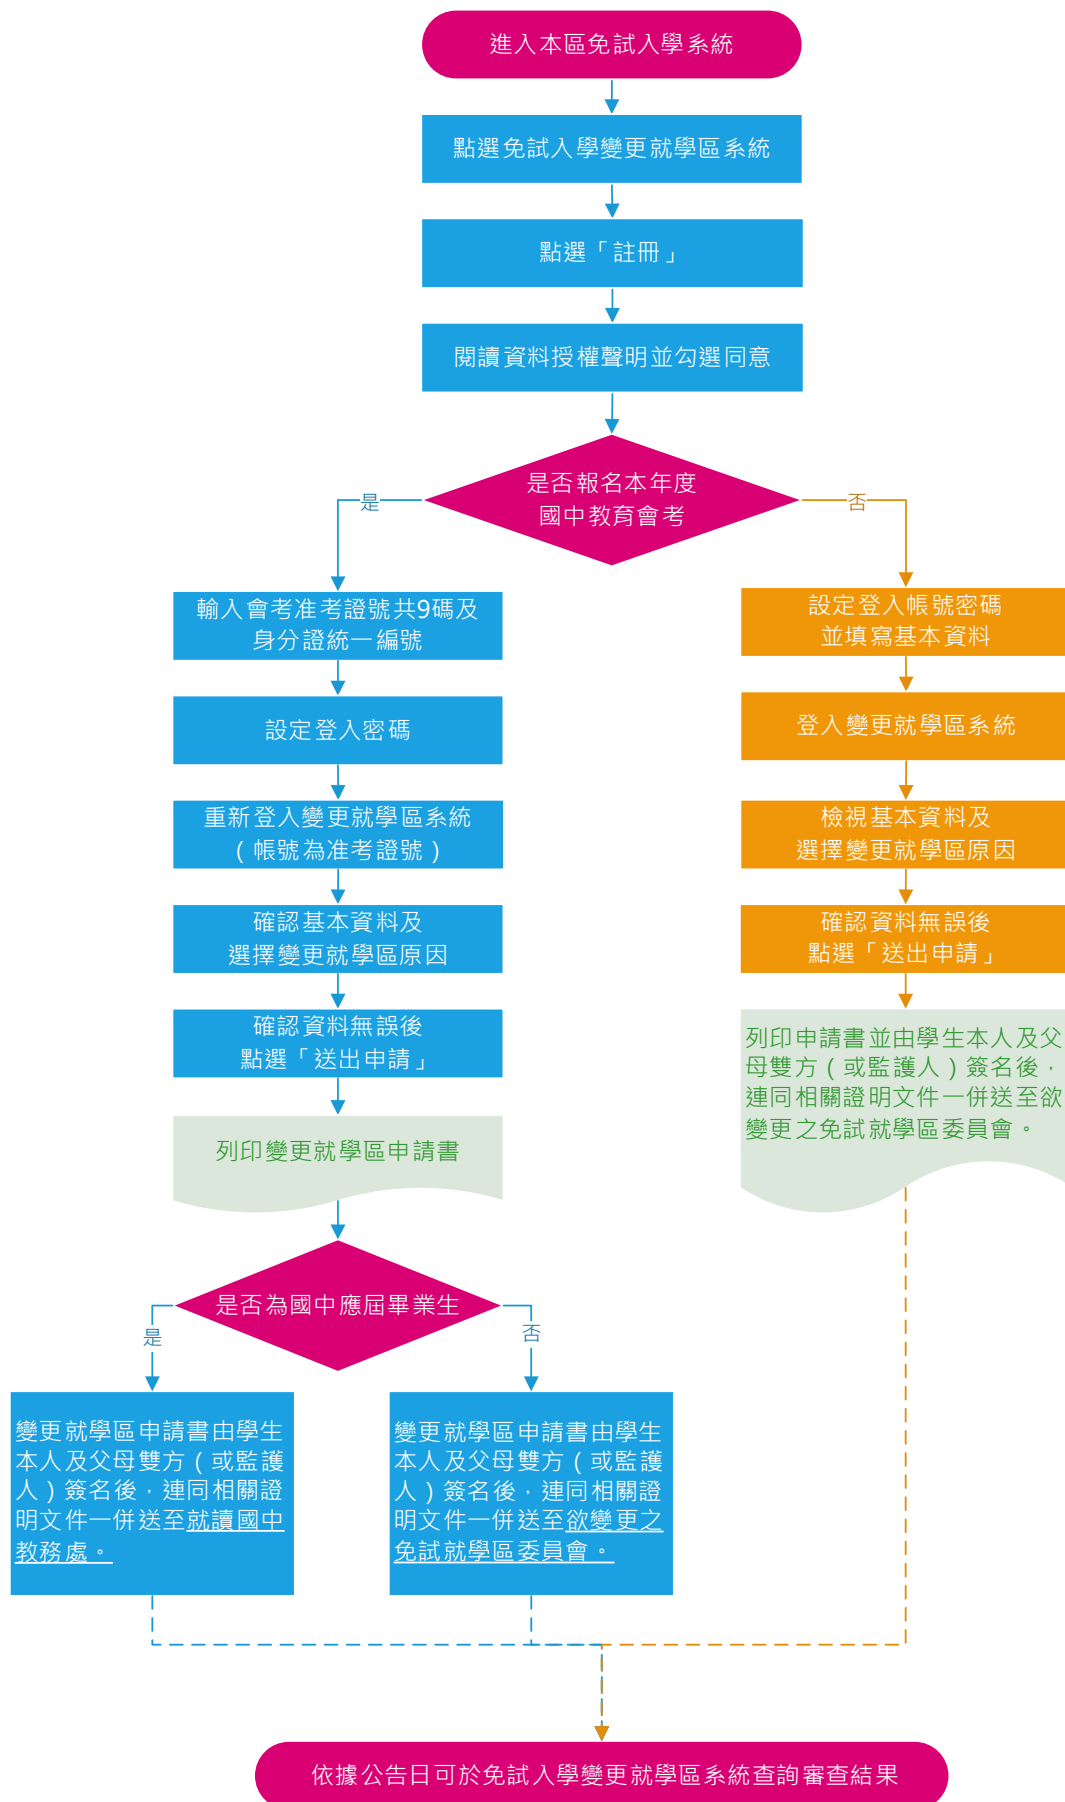 進入本區免試入學系統
點選免試入學變更就學區系統
點選「註冊」
閱讀資料授權聲明並勾選同意
是否報名本年度
國中教育會考
是
否
輸入會考准考證號共9碼及
身分證統一編號
設定登入密碼
重新登入變更就學區系統
(帳號為准考證號)
確認基本資料及
選擇變更就學區原因
確認資料無誤後
點選「送出申請」
列印變更就學區申請書
設定登入帳號密碼
並填寫基本資料
登入變更就學區系統
檢視基本資料及
選擇變更就學區原因
確認資料無誤後
點選「送出申請」
列印申請書並由學生本人及父
母雙方(或監護人)簽名後，
連同相關證明文件一併送至欲
變更之免試就學區委員會。
是否為國中應屆畢業生
是
否
變更就學區申請書由學生
本人及父母雙方(或監護
人)簽名後，連同相關證
明文件一併送至就讀國中
教務處。
變更就學區申請書由學生
本人及父母雙方(或監護
人)簽名後，連同相關證
明文件一併送至欲變更之
免試就學區委員會。
依據公告日可於免試入學變更就學區系統查詢審查結果